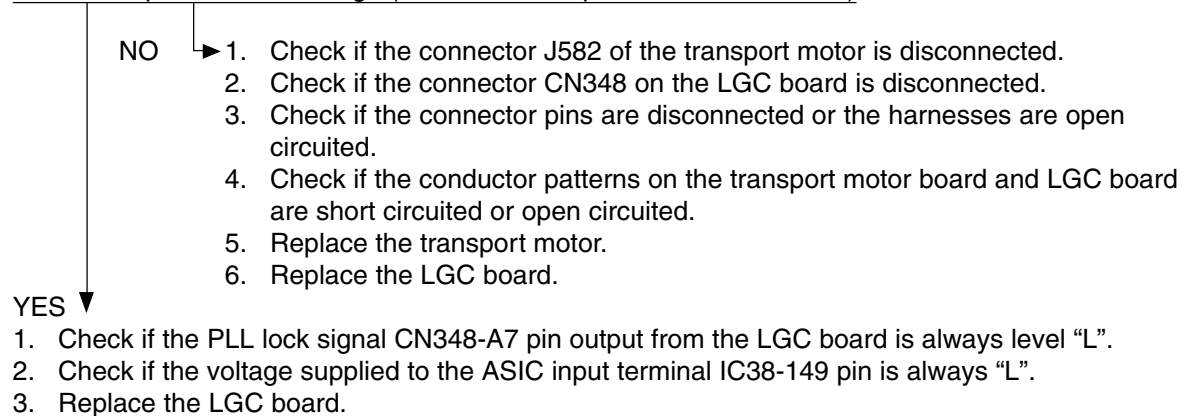 NO 1. Check if the connector J582 of the transport motor is disconnected.
2. Check if the connector CN348 on the LGC board is disconnected.
3. Check if the connector pins are disconnected or the harnesses are open
circuited.
4. Check if the conductor patterns on the transport motor board and LGC board
are short circuited or open circuited.
5. Replace the transport motor.
6. Replace the LGC board.
YES
1. Check if the PLL lock signal CN348-A7 pin output from the LGC board is always level “L”.
2. Check if the voltage supplied to the ASIC input terminal IC38-149 pin is always “L”.
3. Replace the LGC board.